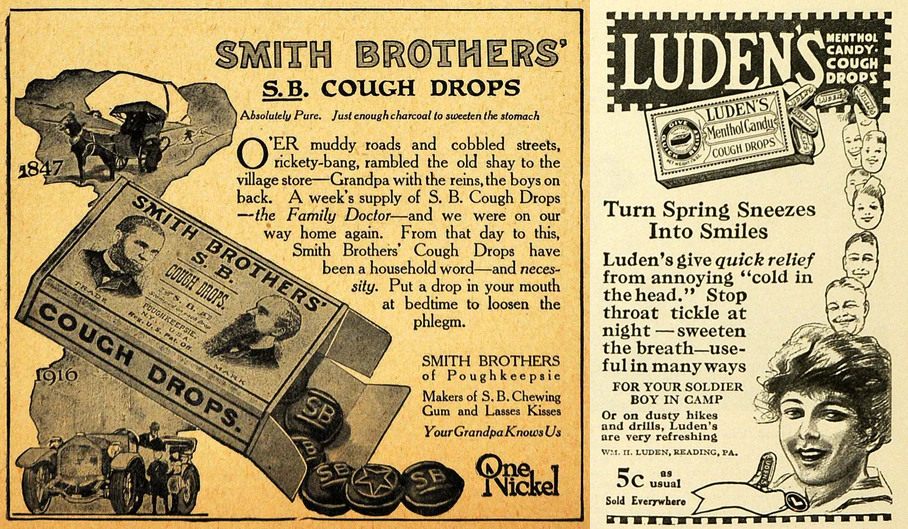 SMITH BROTHERS'
S.B. COUGH DROPS
Absolutely Pure. Just enough charcoal to sweeten the stomach
O'ER muddy roads and cobbled streets,
rickety-bang, rambled the old shay to the
village store—Grandpa with the reins, the boys on
back. A week's supply of S. B. Cough Drops
—the Family Doctor—and we were on our
way home again. From that day to this,
Smith Brothers' Cough Drops have
been a household word—and neces-
sity. Put a drop in your mouth
at bedtime to loosen the
phlegm.
1847
SMITH BROTHERS'
S. B.
COUGH DROPS
TRADE
MARK
POUGHKEEPSIE
N.Y. U.S.A.
REG. U.S. PAT. OFF.
COUGH DROPS.
1916
SB
SB
SB
SMITH BROTHERS
of Poughkeepsie
Makers of S. B. Chewing
Gum and Lasses Kisses
Your Grandpa Knows Us
One
Nickel
LUDEN'S
MENTHOL
CANDY
COUGH
DROPS
LUDEN'S
Menthol Candy
COUGH DROPS
GIVE
Turn Spring Sneezes
Into Smiles
Luden's give quick relief
from annoying "cold in
the head." Stop
throat tickle at
night—sweeten
the breath—use-
ful in many ways
FOR YOUR SOLDIER
BOY IN CAMP
Or on dusty hikes
and drills, Luden's
are very refreshing
WM. H. LUDEN, READING, PA.
5c as usual
Sold Everywhere